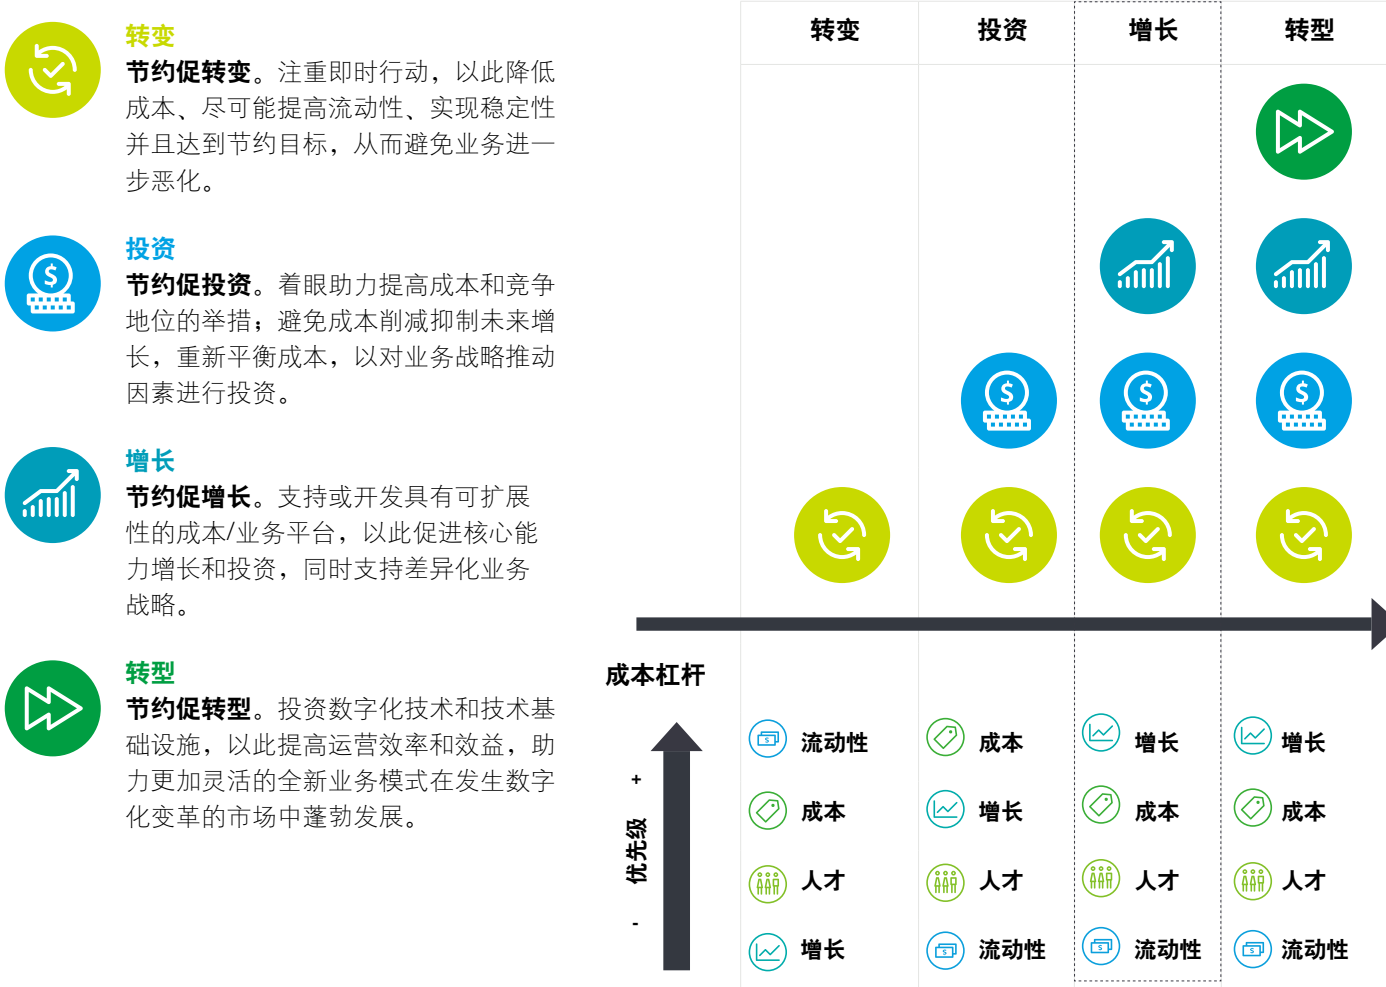 转变
节约促转变。注重即时行动，以此降低
成本、尽可能提高流动性、实现稳定性
并且达到节约目标，从而避免业务进一
步恶化。
投资
节约促投资。着眼助力提高成本和竞争
地位的举措；避免成本削减抑制未来增
长，重新平衡成本，以对业务战略推动
因素进行投资。
增长
节约促增长。支持或开发具有可扩展
性的成本/业务平台，以此促进核心能
力增长和投资，同时支持差异化业务
战略。
转型
节约促转型。投资数字化技术和技术基
础设施，以此提高运营效率和效益，助
力更加灵活的全新业务模式在发生数字
化变革的市场中蓬勃发展。
转变 投资 增长 转型
成本杠杆
- 优先级 +
流动性 成本 增长 增长
成本 增长 成本 成本
人才 人才 人才 人才
增长 流动性 流动性 流动性